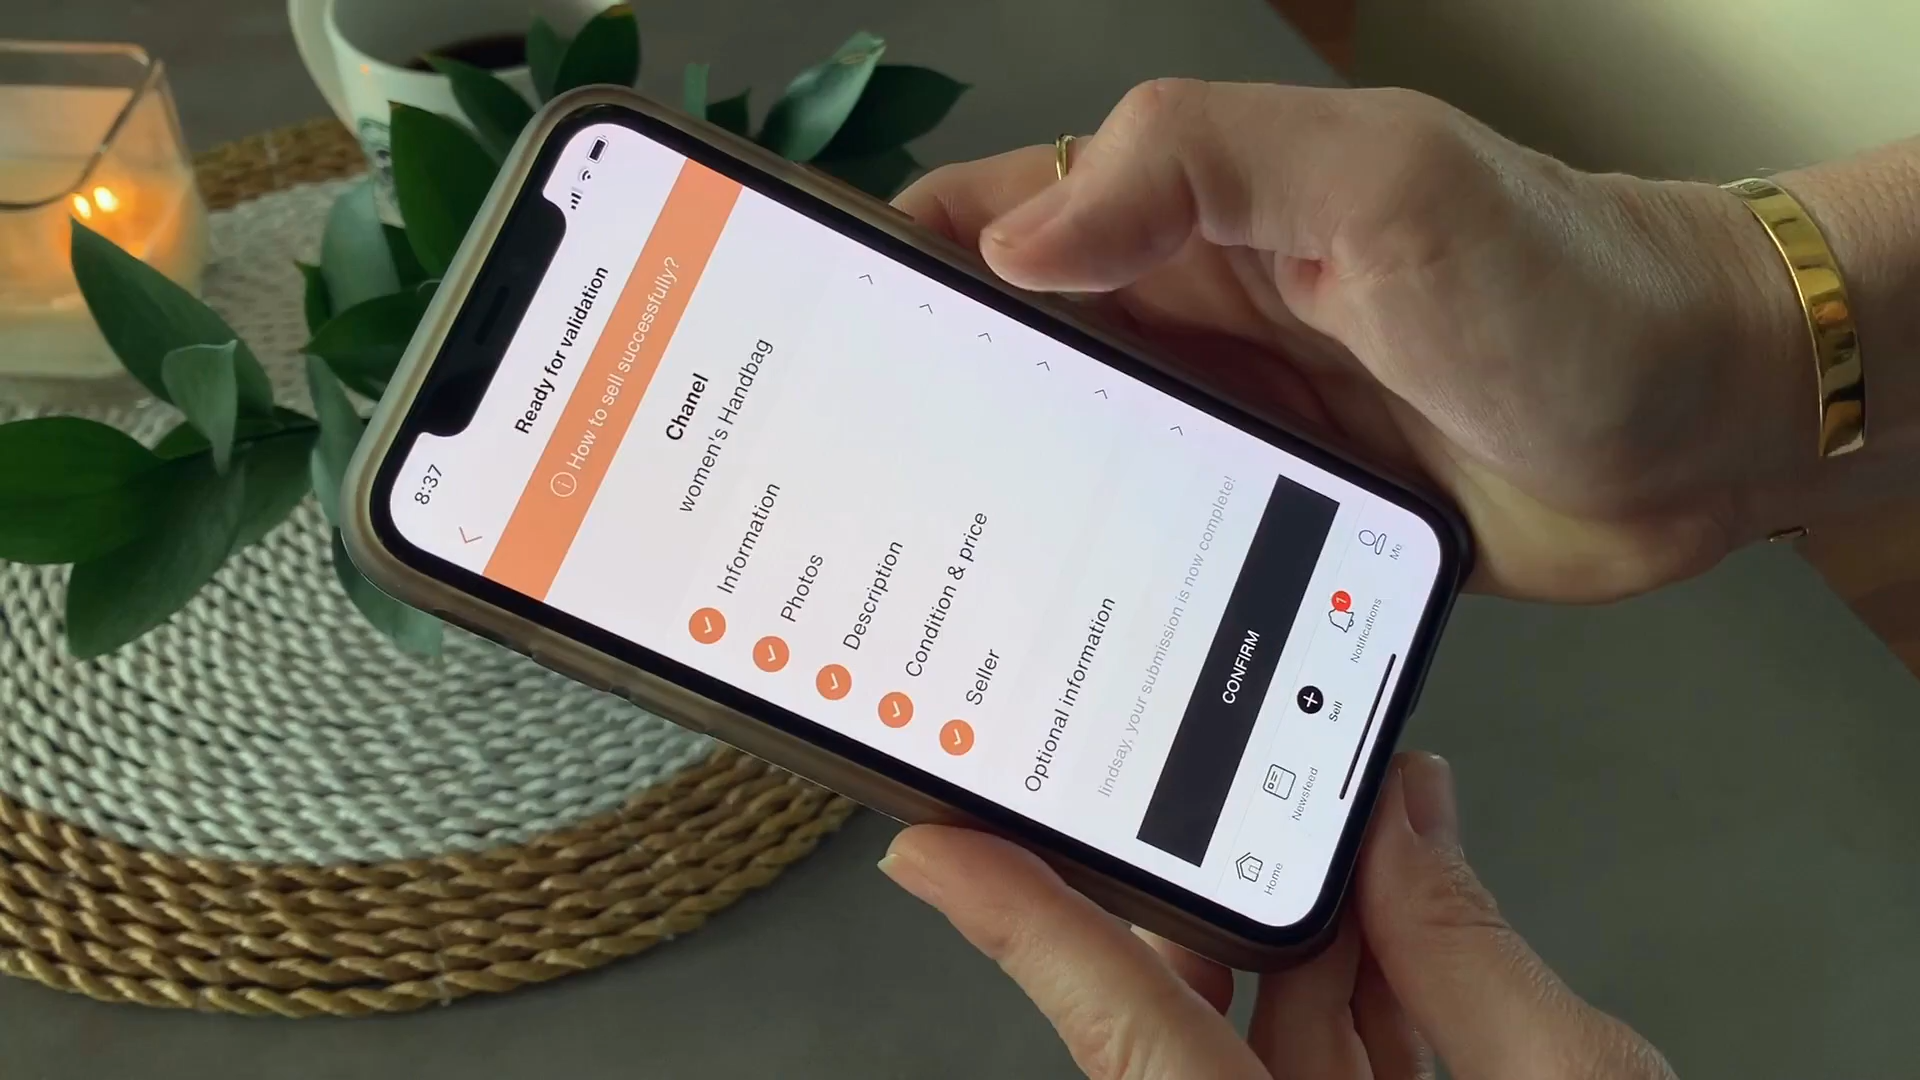 8:37
Ready for validation
How to sell successfully?
Chanel
women's Handbag
Information
Photos
Description
Condition & price
Seller
Optional information
lindsay, your submission is now complete!
CONFIRM
Home
Newsfeed
Sell
1
Notifications
Me